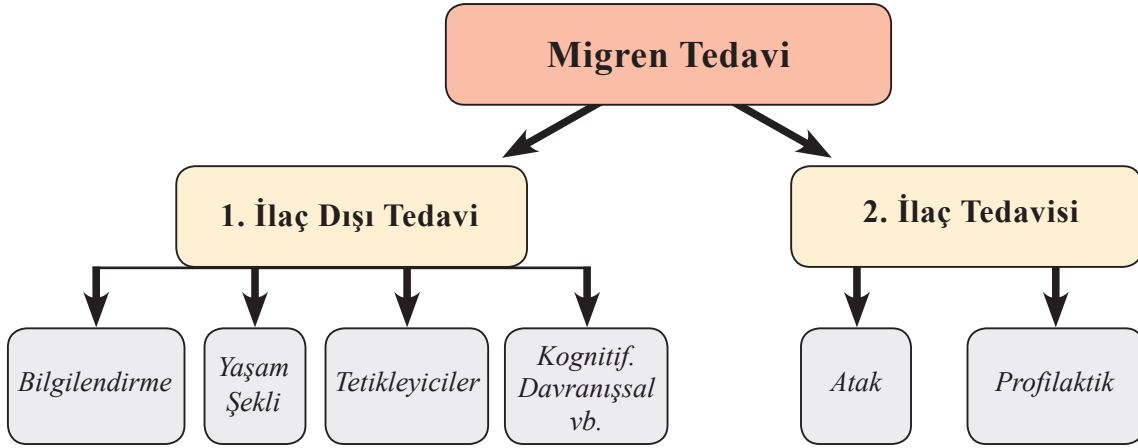 Migren Tedavi
1. İlaç Dışı Tedavi
2. İlaç Tedavisi
Bilgilendirme
Yaşam
Şekli
Tetikleyiciler
Kognitif.
Davranışsal
vb.
Atak
Profilaktik